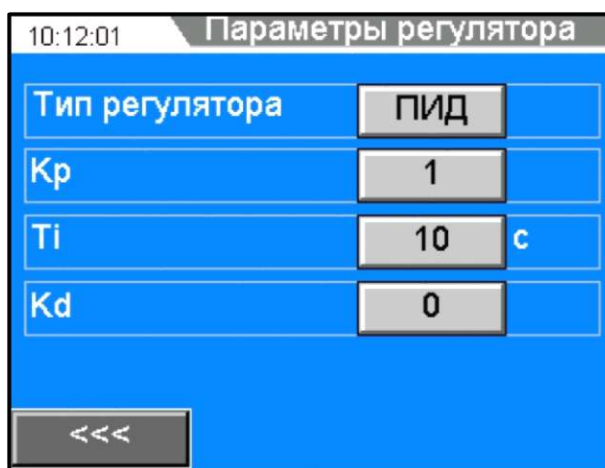 10:12:01 Параметры регулятора
Тип регулятора ПИД
Kp 1
Ti 10 с
Kd 0
<<<